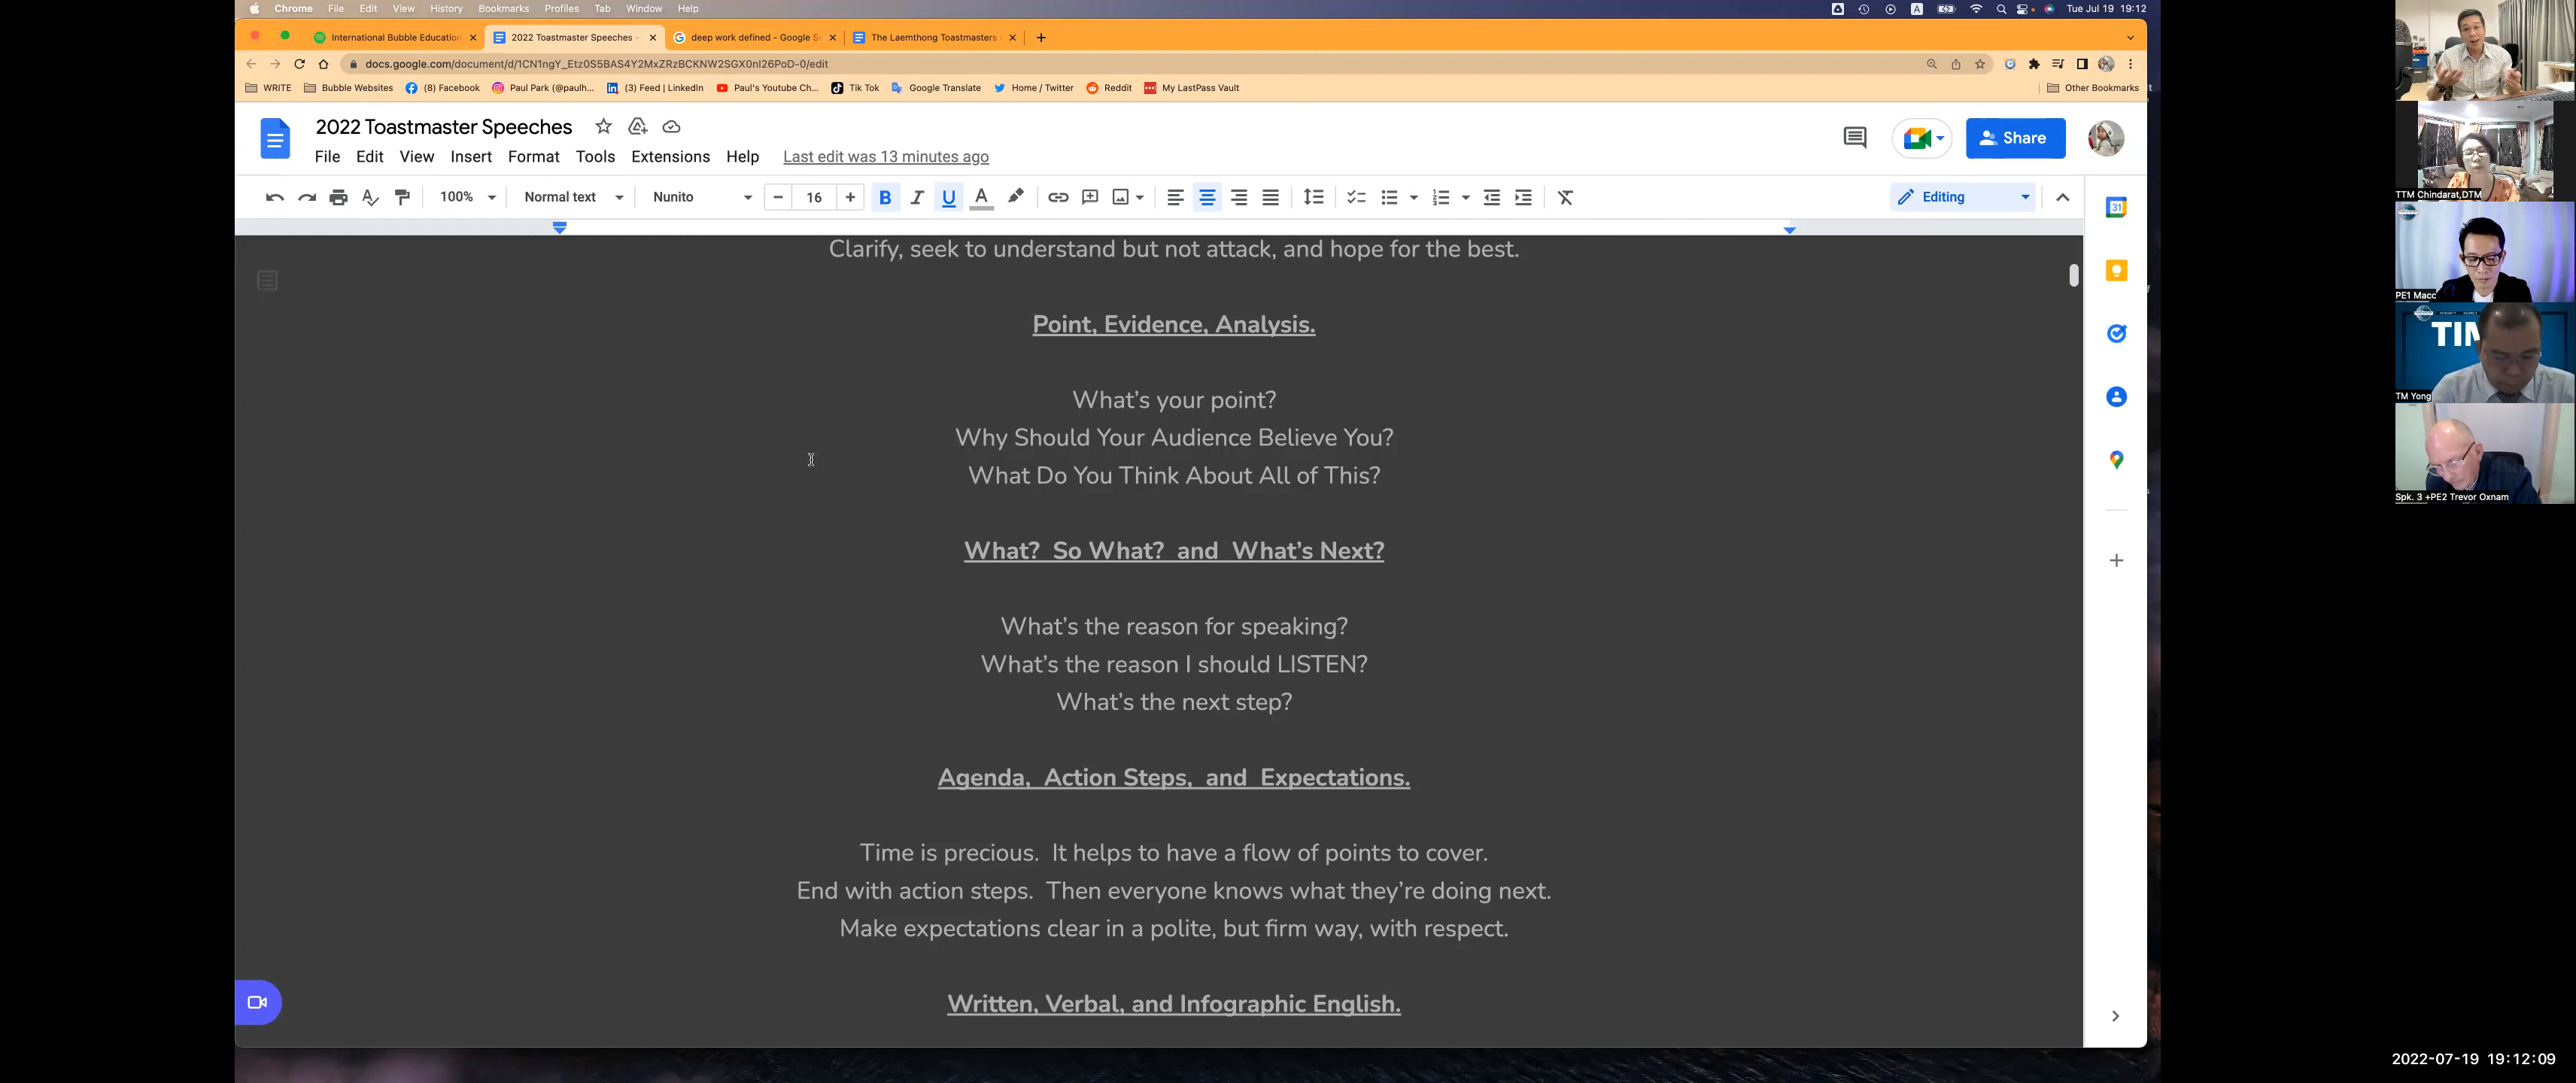 Chrome File Edit View History Bookmarks Profiles Tab Window Help Tue Jul 19 19:12
International Bubble Education 2022 Toastmaster Speeches - deep work defined - Google Se The Laemthong Toastmasters
docs.google.com/document/d/1CN1ngY_Etz0S5BAS4Y2MxZRzBCKNW2SGX0nI26PoD-0/edit
WRITE Bubble Websites (8) Facebook Paul Park (@paulh... (3) Feed | LinkedIn Paul's Youtube Ch... Tik Tok Google Translate Home / Twitter Reddit My LastPass Vault Other Bookmarks
2022 Toastmaster Speeches
Share
File Edit View Insert Format Tools Extensions Help Last edit was 13 minutes ago
100% Normal text Nunito 16 B I U A Editing
Clarify, seek to understand but not attack, and hope for the best.
Point, Evidence, Analysis.
What's your point?
Why Should Your Audience Believe You?
What Do You Think About All of This?
What? So What? and What's Next?
What's the reason for speaking?
What's the reason I should LISTEN?
What's the next step?
Agenda, Action Steps, and Expectations.
Time is precious. It helps to have a flow of points to cover.
End with action steps. Then everyone knows what they're doing next.
Make expectations clear in a polite, but firm way, with respect.
Written, Verbal, and Infographic English.
TTM Chindarat,DTM
PE1 Macc
TIM
TM Yong
Spk. 3 +PE2 Trevor Oxnam
2022-07-19 19:12:09